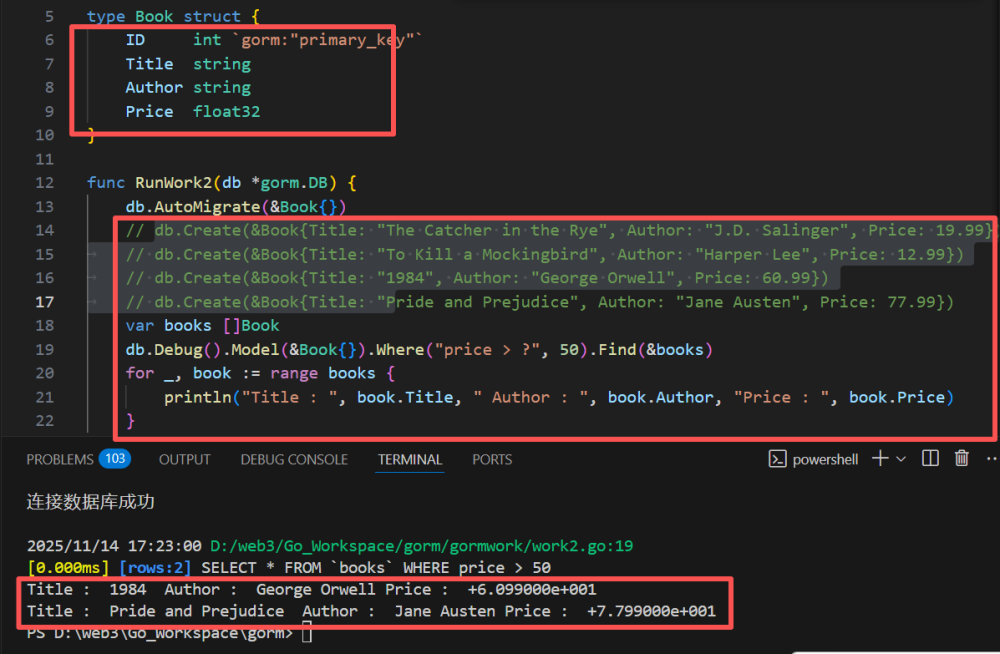 5 type Book struct {
6 ID int `gorm:"primary_key"`
7 Title string
8 Author string
9 Price float32
10 }
11
12 func RunWork2(db *gorm.DB) {
13 db.AutoMigrate(&Book{})
14 // db.Create(&Book{Title: "The Catcher in the Rye", Author: "J.D. Salinger", Price: 19.99}
15 // db.Create(&Book{Title: "To Kill a Mockingbird", Author: "Harper Lee", Price: 12.99})
16 // db.Create(&Book{Title: "1984", Author: "George Orwell", Price: 60.99})
17 // db.Create(&Book{Title: "Pride and Prejudice", Author: "Jane Austen", Price: 77.99})
18 var books []Book
19 db.Debug().Model(&Book{}).Where("price > ?", 50).Find(&books)
20 for _, book := range books {
21 println("Title : ", book.Title, " Author : ", book.Author, "Price : ", book.Price)
22 }
PROBLEMS 103 OUTPUT DEBUG CONSOLE TERMINAL PORTS powershell
连接数据库成功
2025/11/14 17:23:00 D:/web3/Go_Workspace/gorm/gormwork/work2.go:19
[0.000ms] [rows:2] SELECT * FROM `books` WHERE price > 50
Title :  1984  Author :  George Orwell Price :  +6.099000e+001
Title :  Pride and Prejudice  Author :  Jane Austen Price :  +7.799000e+001
PS D:\web3\Go_Workspace\gorm>